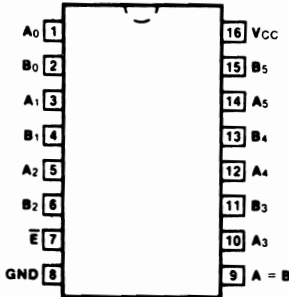 A0 1 16 VCC
B0 2 15 B5
A1 3 14 A5
B1 4 13 B4
A2 5 12 A4
B2 6 11 B3
E̅ 7 10 A3
GND 8 9 A = B